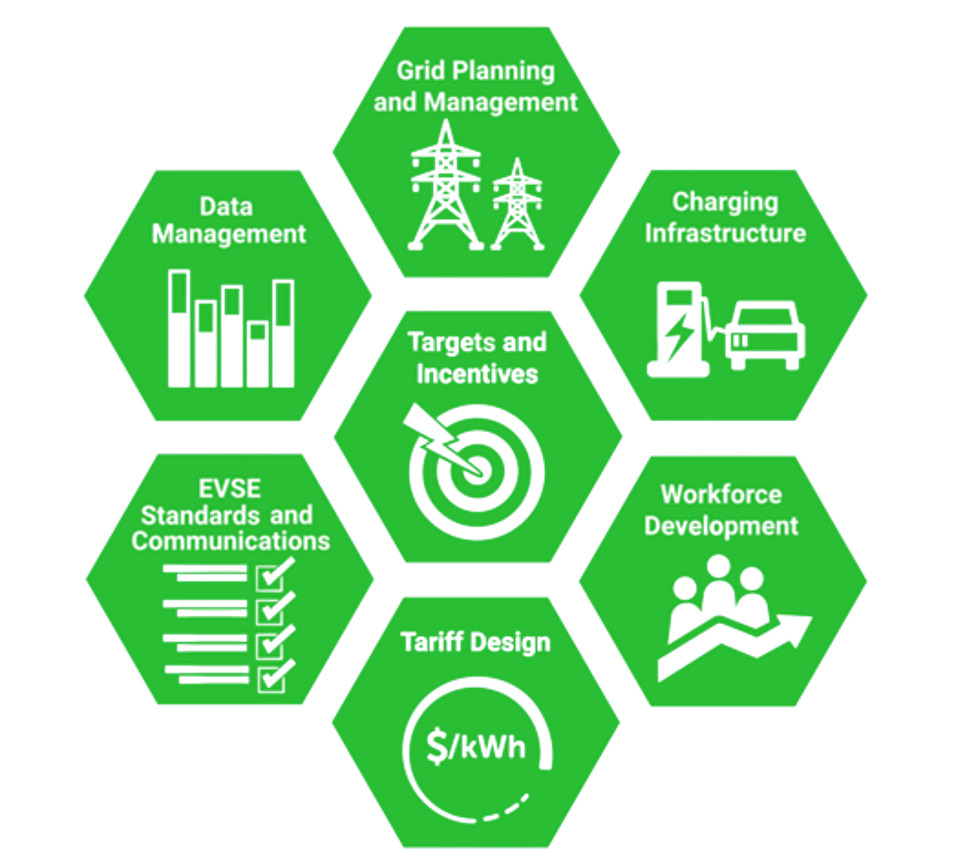 Grid Planning
and Management
Data
Management
Charging
Infrastructure
Targets and
Incentives
EVSE
Standards and
Communications
Workforce
Development
Tariff Design
$/kWh